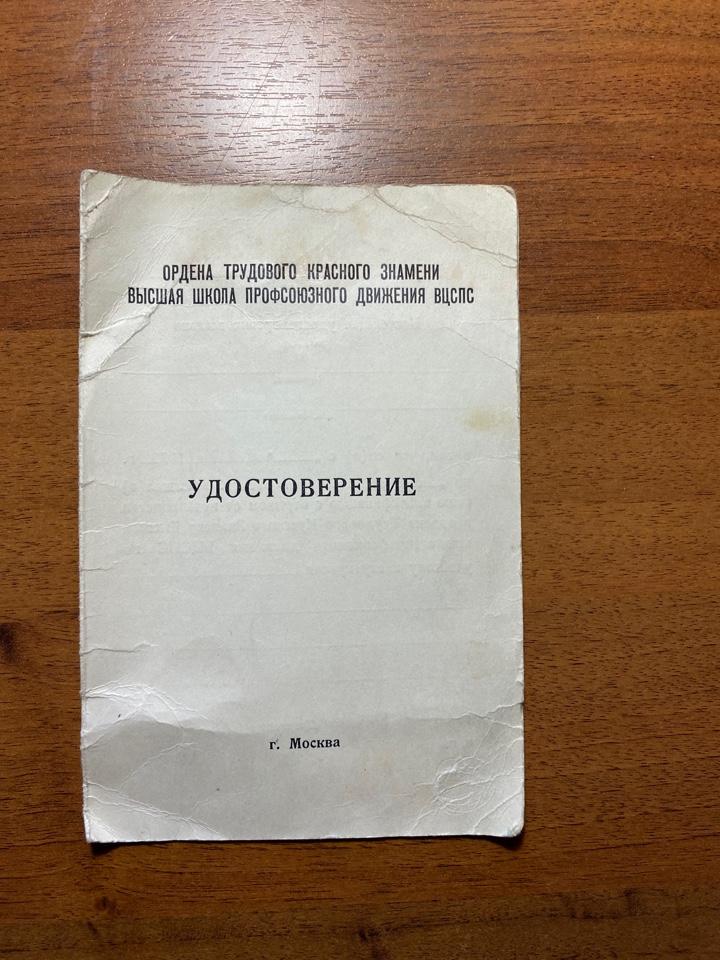 ОРДЕНА ТРУДОВОГО КРАСНОГО ЗНАМЕНИ
ВЫСШАЯ ШКОЛА ПРОФСОЮЗНОГО ДВИЖЕНИЯ ВЦСПС
УДОСТОВЕРЕНИЕ
г. Москва